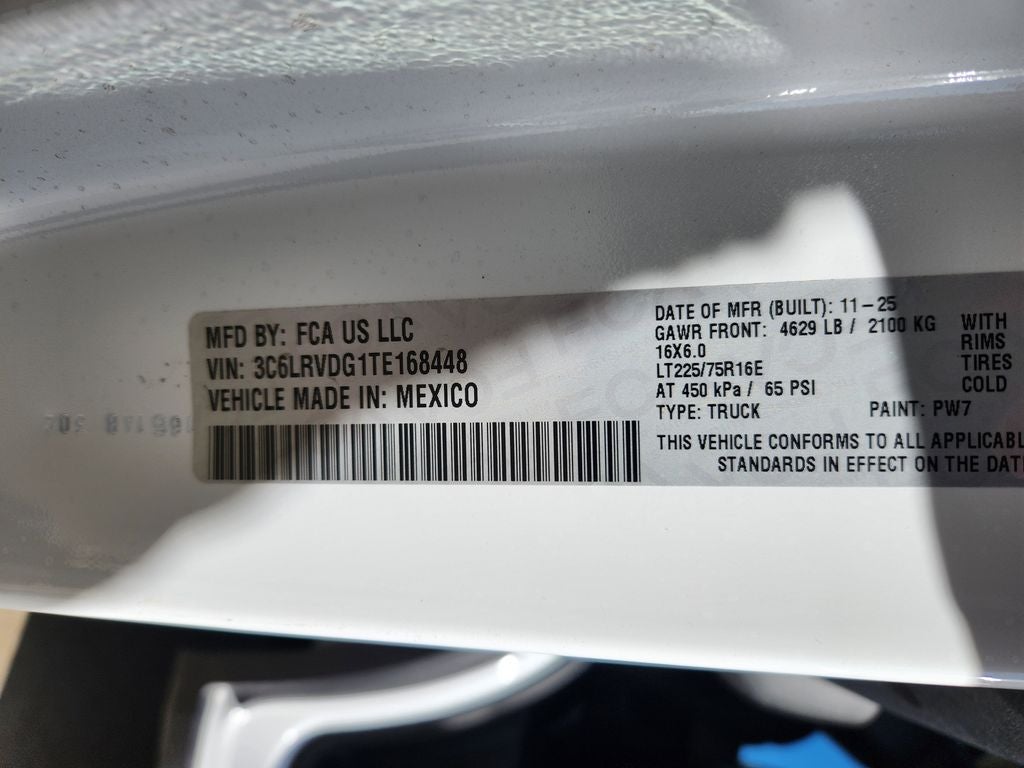 MFD BY: FCA US LLC
VIN: 3C6LRVDG1TE168448
VEHICLE MADE IN: MEXICO
DATE OF MFR (BUILT): 11-25
GAWR FRONT: 4629 LB / 2100 KG WITH
16X6.0 RIMS
LT225/75R16E TIRES
AT 450 kPa / 65 PSI COLD
TYPE: TRUCK PAINT: PW7
THIS VEHICLE CONFORMS TO ALL APPLICABL
STANDARDS IN EFFECT ON THE DAT